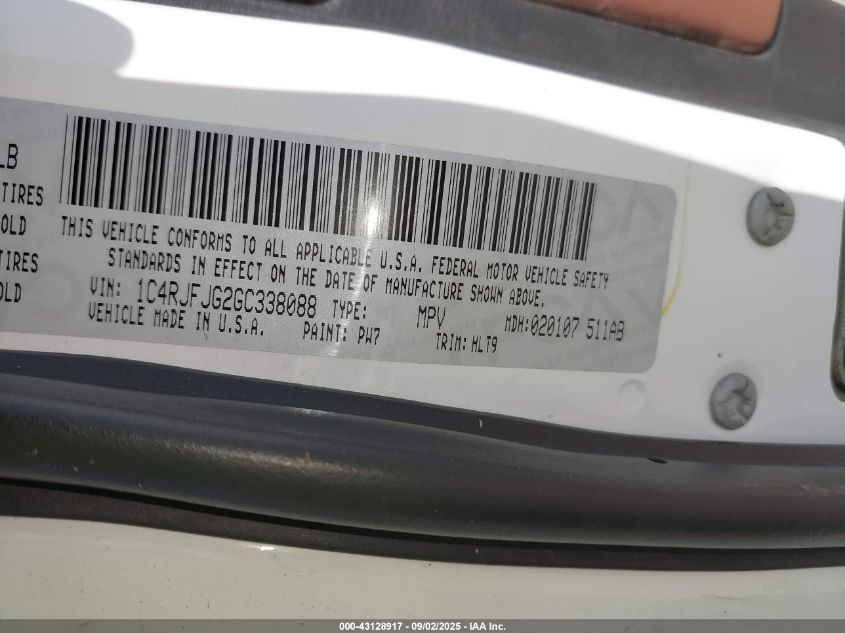 LB
TIRES
OLD
TIRES
OLD
THIS VEHICLE CONFORMS TO ALL APPLICABLE U.S.A. FEDERAL MOTOR VEHICLE SAFETY
STANDARDS IN EFFECT ON THE DATE OF MANUFACTURE SHOWN ABOVE.
VIN: 1C4RJFJG2GC338088 TYPE: MPV MDH:020107 511AB
VEHICLE MADE IN U.S.A. PAINT: PW7 TRIM: HLT9
000-43128917 - 09/02/2025 - IAA Inc.